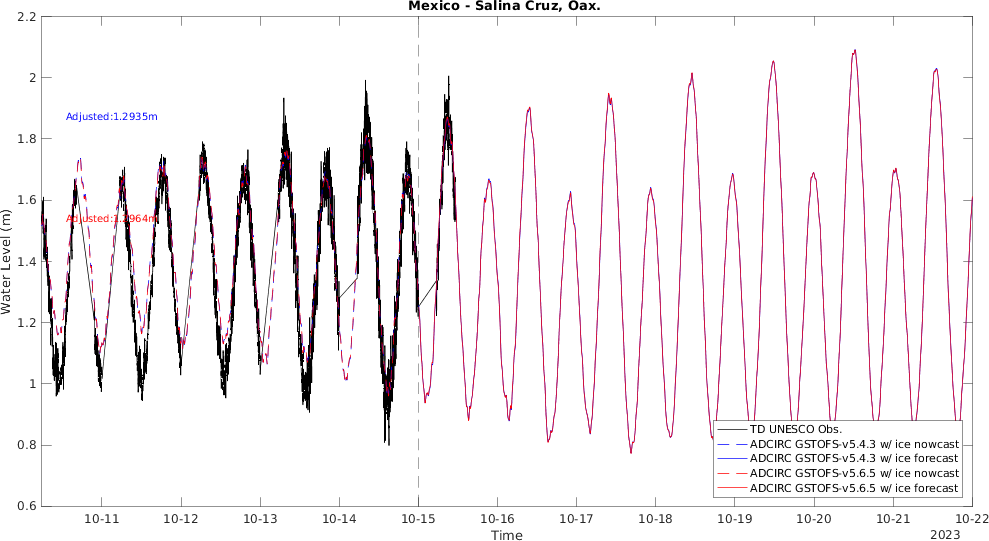 Mexico - Salina Cruz, Oax.
2.2
2
1.8
1.6
1.4
1.2
1
0.8
0.6
Water Level (m)
Adjusted:1.2935m
Adjusted:1.2964m
TD UNESCO Obs.
ADCIRC GSTOFS-v5.4.3 w/ ice nowcast
ADCIRC GSTOFS-v5.4.3 w/ ice forecast
ADCIRC GSTOFS-v5.6.5 w/ ice nowcast
ADCIRC GSTOFS-v5.6.5 w/ ice forecast
10-11 10-12 10-13 10-14 10-15 10-16 10-17 10-18 10-19 10-20 10-21 10-22
Time
2023